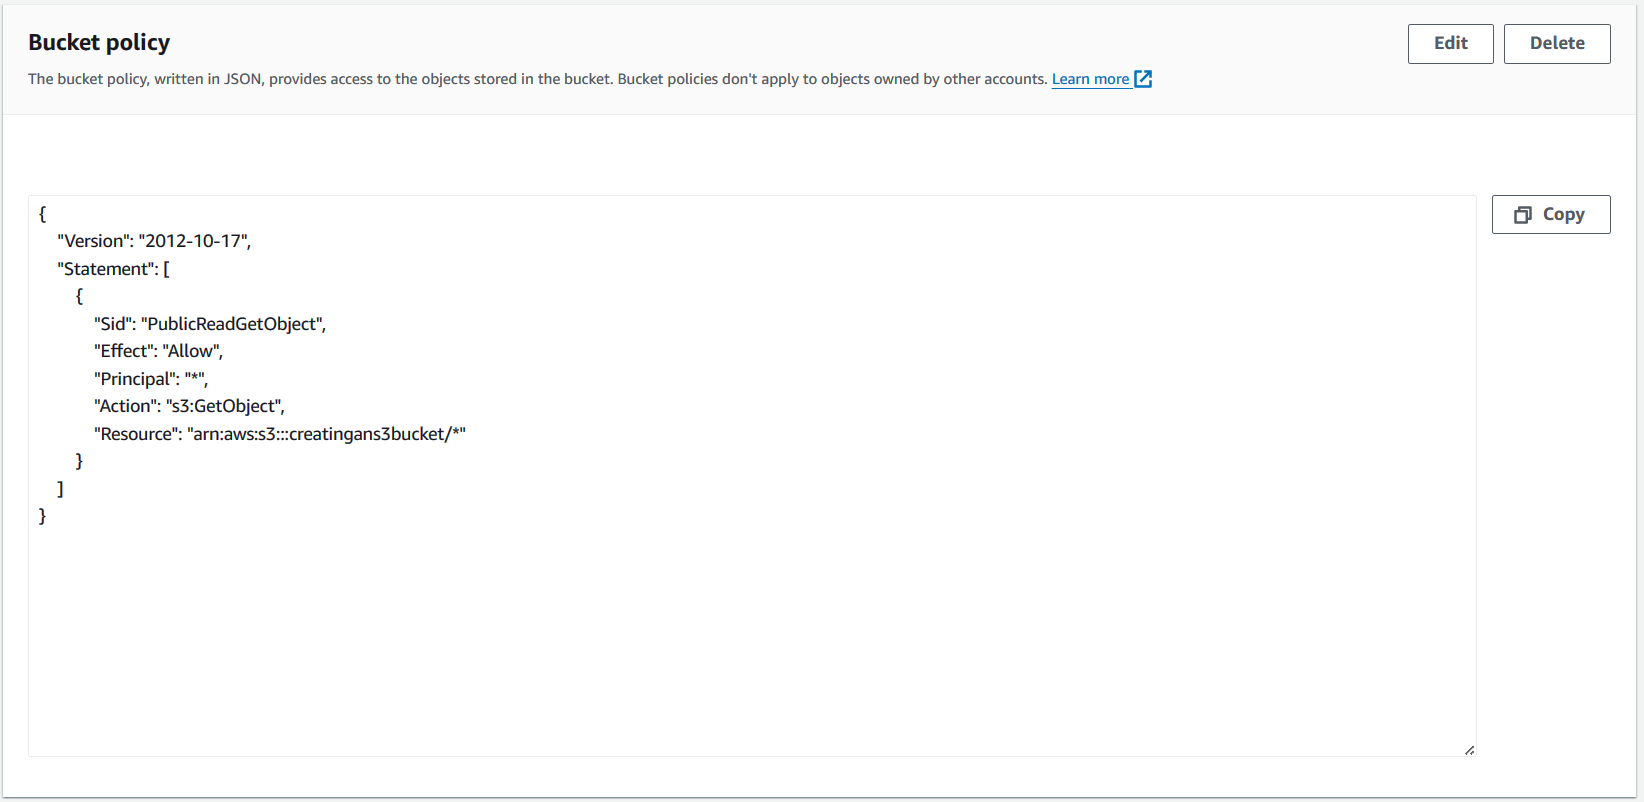 Bucket policy
Edit
Delete
The bucket policy, written in JSON, provides access to the objects stored in the bucket. Bucket policies don't apply to objects owned by other accounts. Learn more
Copy
{
"Version": "2012-10-17",
"Statement": [
{
"Sid": "PublicReadGetObject",
"Effect": "Allow",
"Principal": "*",
"Action": "s3:GetObject",
"Resource": "arn:aws:s3:::creatingans3bucket/*"
}
]
}